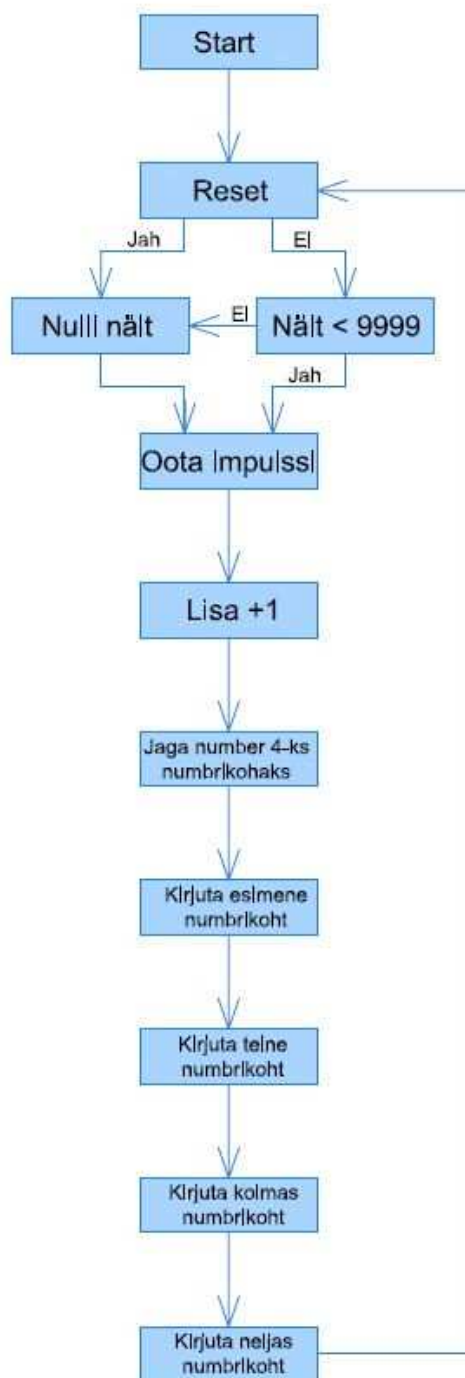 Start
Reset
Jah
Ei
Nulli näit
Ei
Näit < 9999
Jah
Oota impulssi
Lisa +1
Jaga number 4-ks
numbrikohaks
Kirjuta esimene
numbrikoht
Kirjuta teine
numbrikoht
Kirjuta kolmas
numbrikoht
Kirjuta neljas
numbrikoht